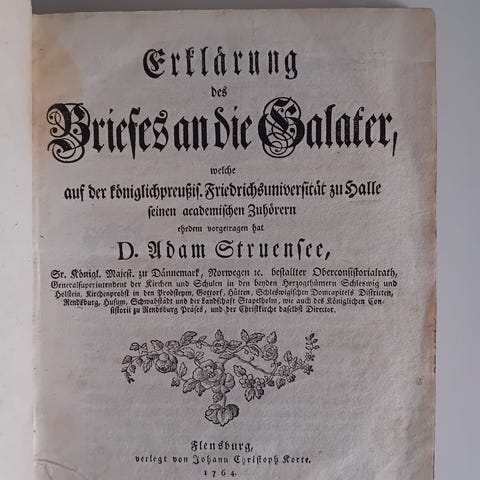 Erklärung
des
Briefes an die Galater,
welche
auf der königlichpreußis. Friedrichsuniversität zu Halle
seinen academischen Zuhörern
ehedem vorgetragen hat
D. Adam Struensee,
Sr. Königl. Majest. zu Dännemark, Norwegen ꝛc. bestallter Oberconsistorialrath,
Generalsuperintendent der Kirchen und Schulen in den beyden Herzogthümern Schleswig und
Holstein, Kirchenprobst in den Probsteyen, Gottorf, Hütten, Schleswigischen Domcapitels Districten,
Rendsburg, Husum, Schwabstädt und der Landschaft Stapelholm, wie auch des Königlichen Con-
sistorii zu Rendsburg Präses, und der Christkirche daselbst Director.
Flensburg,
verlegt von Johann Christoph Korte.
1764.